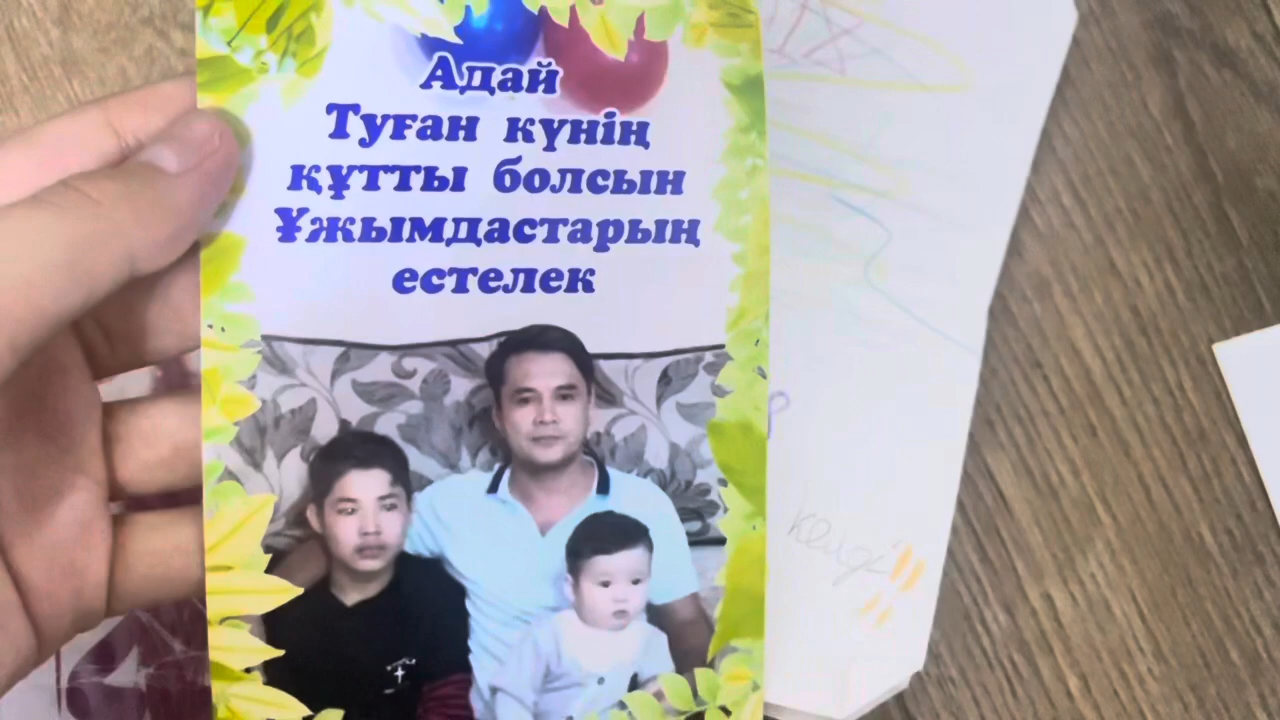 Адай
Туған күнің
құтты болсын
Ұжымдастарың
естелек